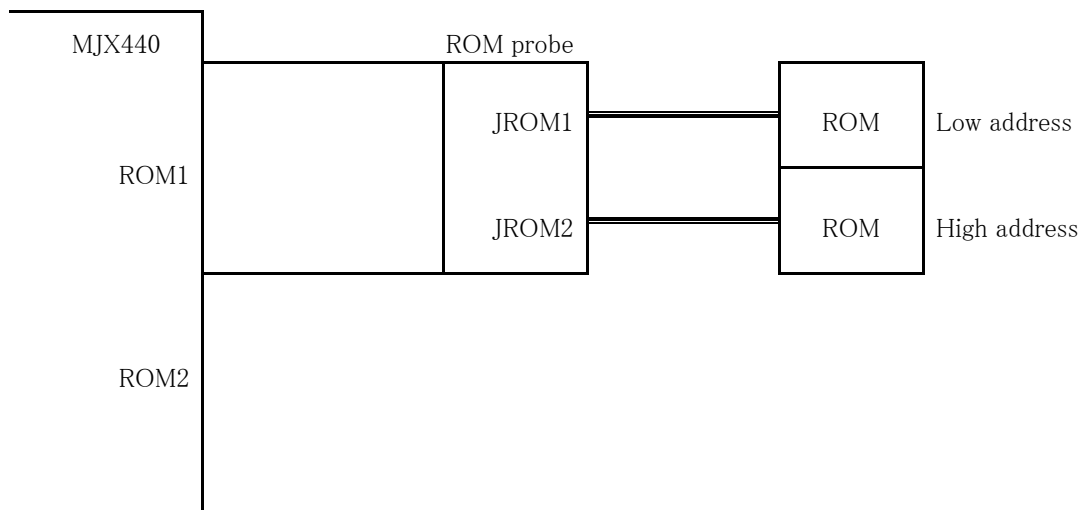 MJX440
ROM probe
JROM1
ROM
Low address
ROM1
JROM2
ROM
High address
ROM2